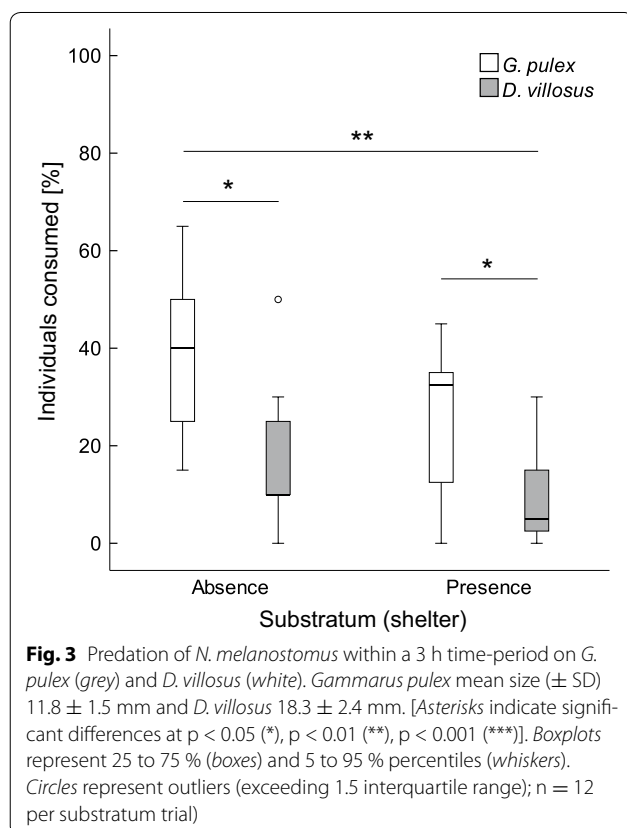 100
80
60
40
20
0
Individuals consumed [%]
G. pulex
D. villosus
**
*
*
Absence
Presence
Substratum (shelter)
Fig. 3 Predation of N. melanostomus within a 3 h time-period on G.
pulex (grey) and D. villosus (white). Gammarus pulex mean size (± SD)
11.8 ± 1.5 mm and D. villosus 18.3 ± 2.4 mm. [Asterisks indicate signifi-
cant differences at p < 0.05 (*), p < 0.01 (**), p < 0.001 (***)]. Boxplots
represent 25 to 75 % (boxes) and 5 to 95 % percentiles (whiskers).
Circles represent outliers (exceeding 1.5 interquartile range); n = 12
per substratum trial)